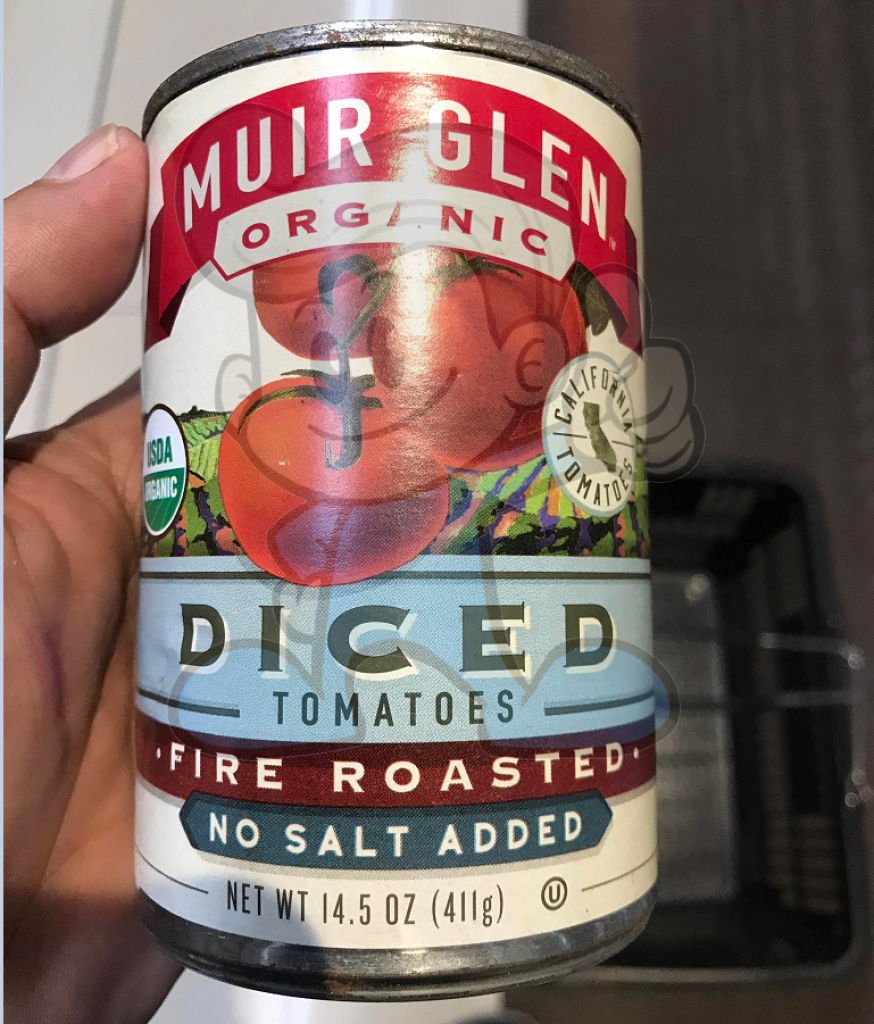 MUIR GLEN™
ORGANIC
USDA
ORGANIC
CALIFORNIA
TOMATOES
DICED
TOMATOES
•FIRE ROASTED•
NO SALT ADDED
NET WT 14.5 OZ (411g)
U